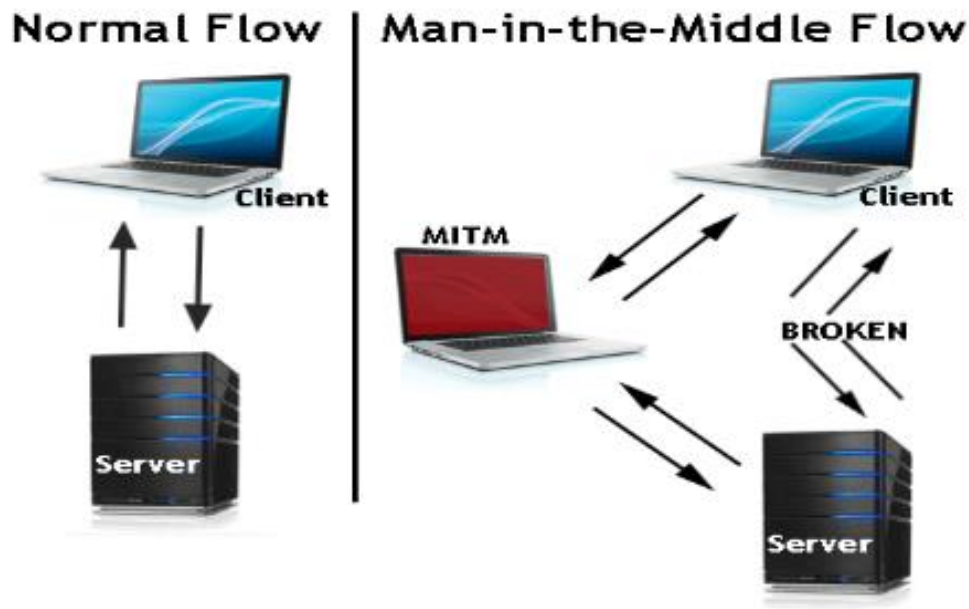 Normal Flow
Man-in-the-Middle Flow
Client
Server
Client
MITM
BROKEN
Server